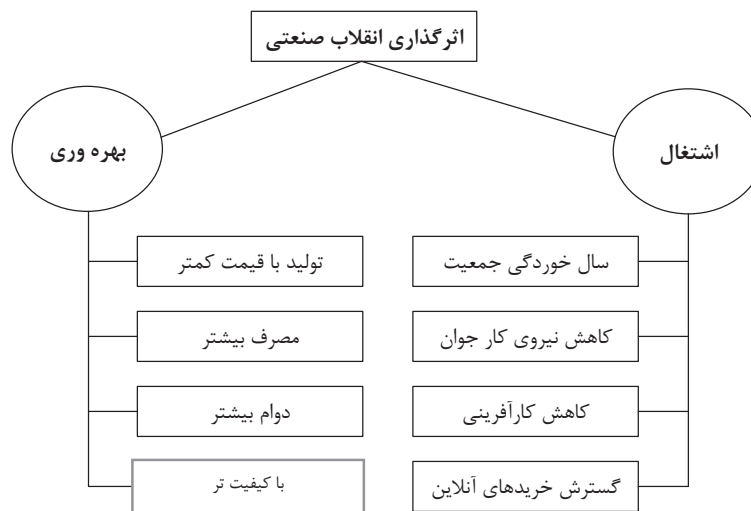 اثرگذاری انقلاب صنعتی
اشتغال
سال خوردگی جمعیت
کاهش نیروی کار جوان
کاهش کارآفرینی
گسترش خریدهای آنلاین
بهره وری
تولید با قیمت کمتر
مصرف بیشتر
دوام بیشتر
با کیفیت تر